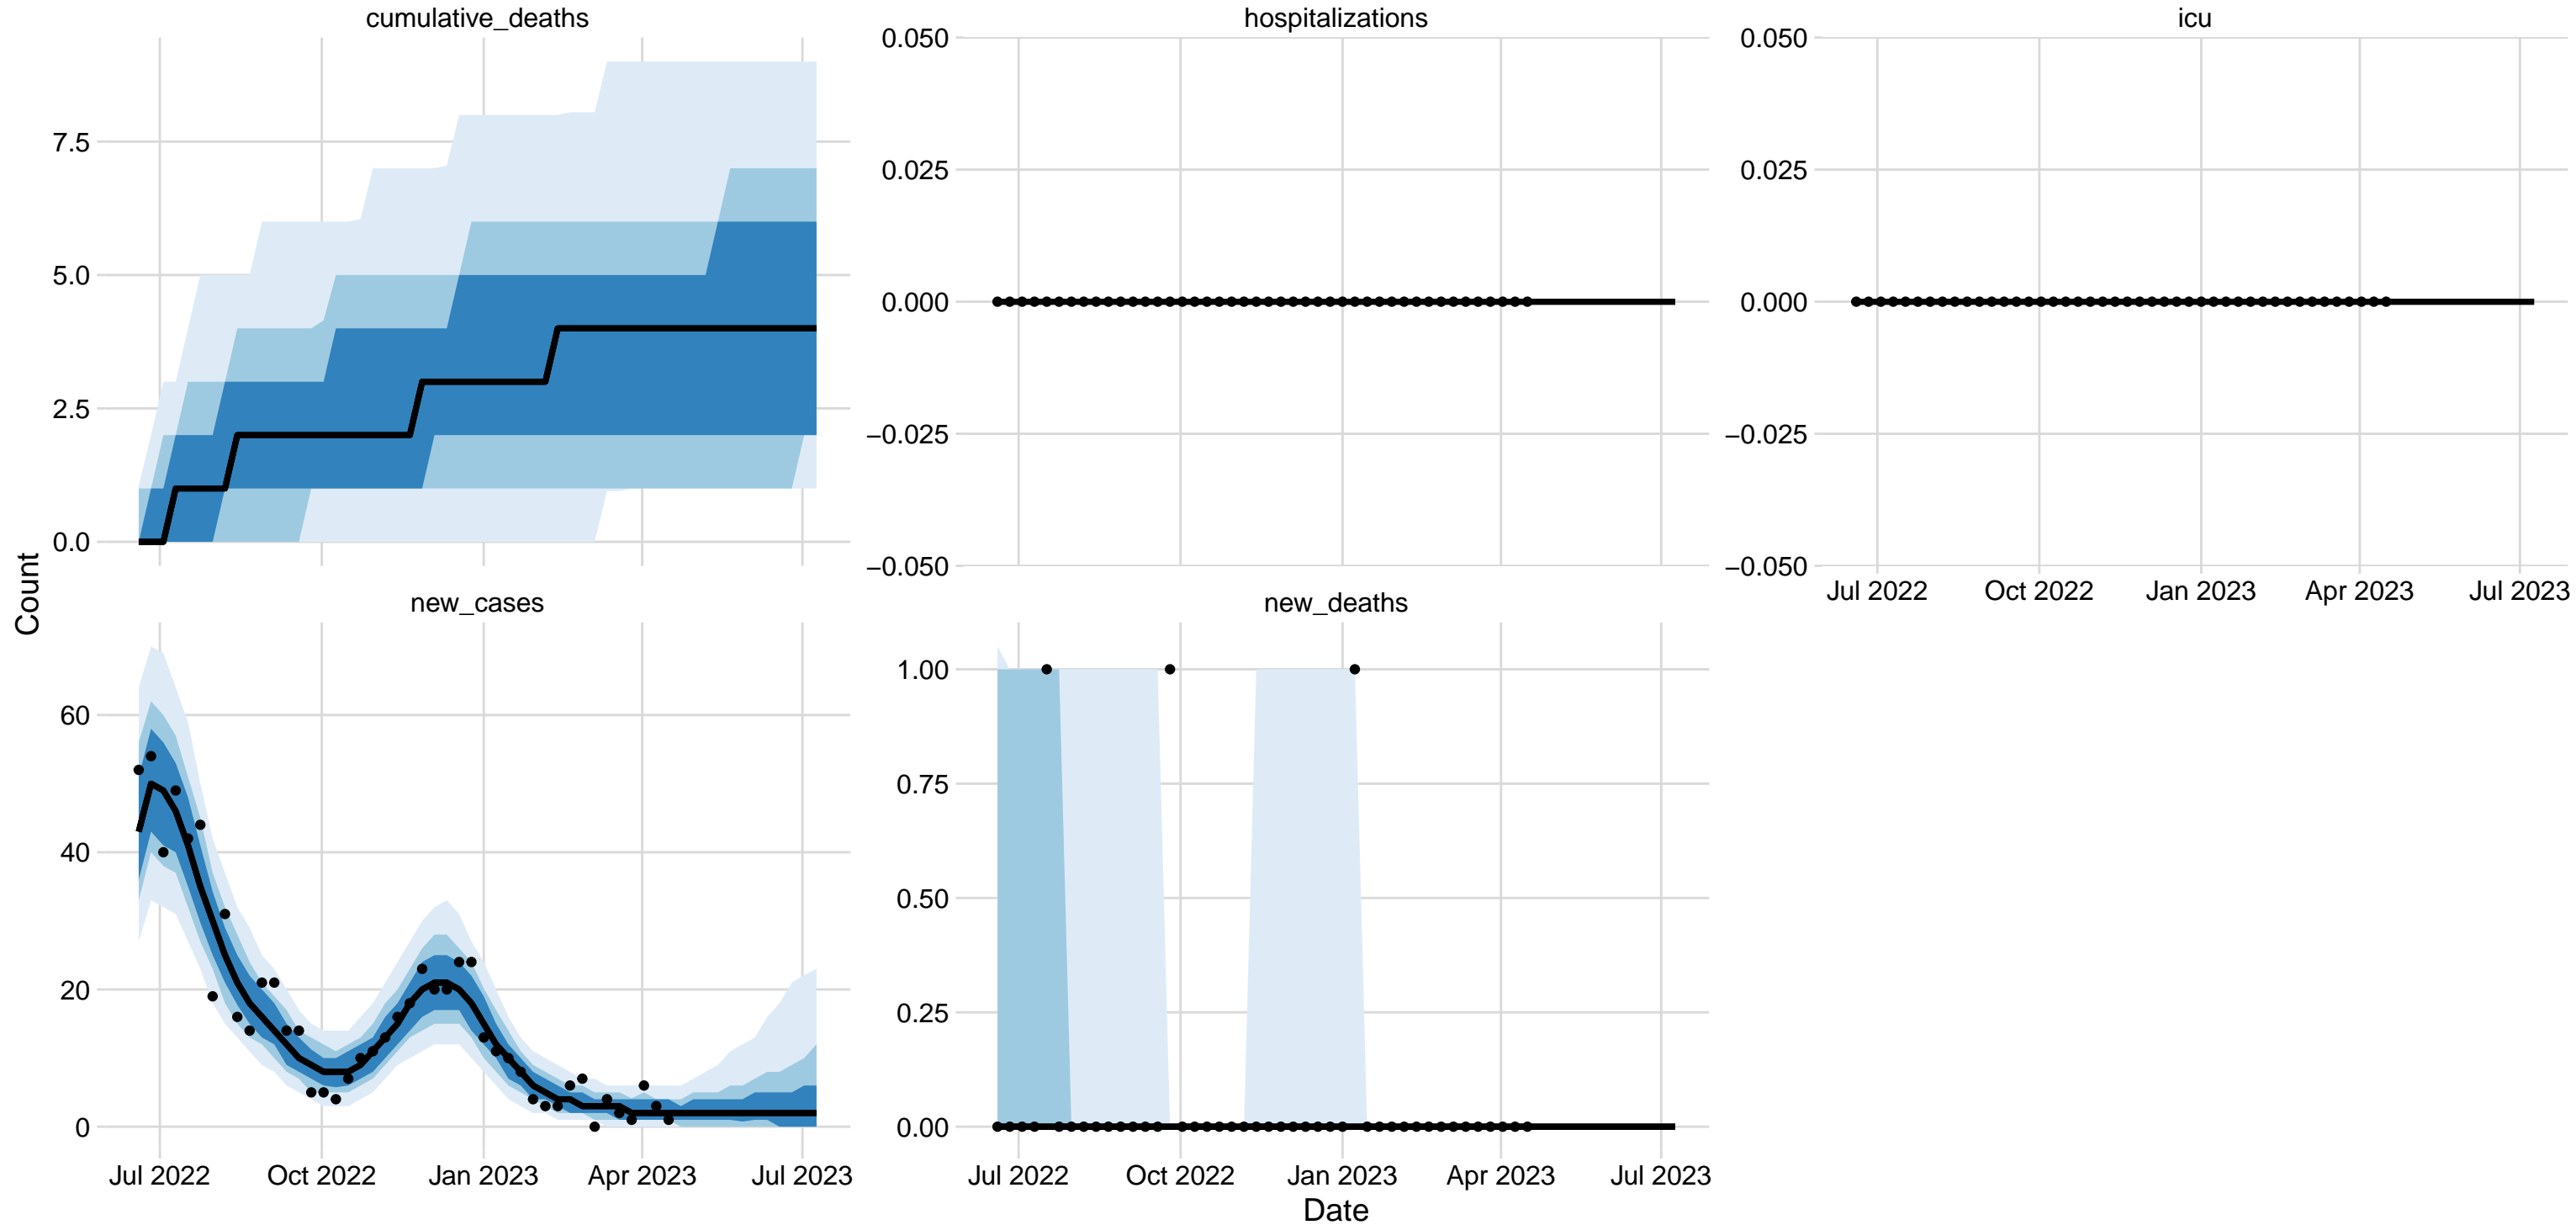 cumulative_deaths
hospitalizations
icu
7.5
5.0
2.5
0.0
0.050
0.025
0.000
−0.025
−0.050
0.050
0.025
0.000
−0.025
−0.050
Jul 2022 Oct 2022 Jan 2023 Apr 2023 Jul 2023
Count
new_cases
new_deaths
60
40
20
0
1.00
0.75
0.50
0.25
0.00
Jul 2022 Oct 2022 Jan 2023 Apr 2023 Jul 2023
Jul 2022 Oct 2022 Jan 2023 Apr 2023 Jul 2023
Date